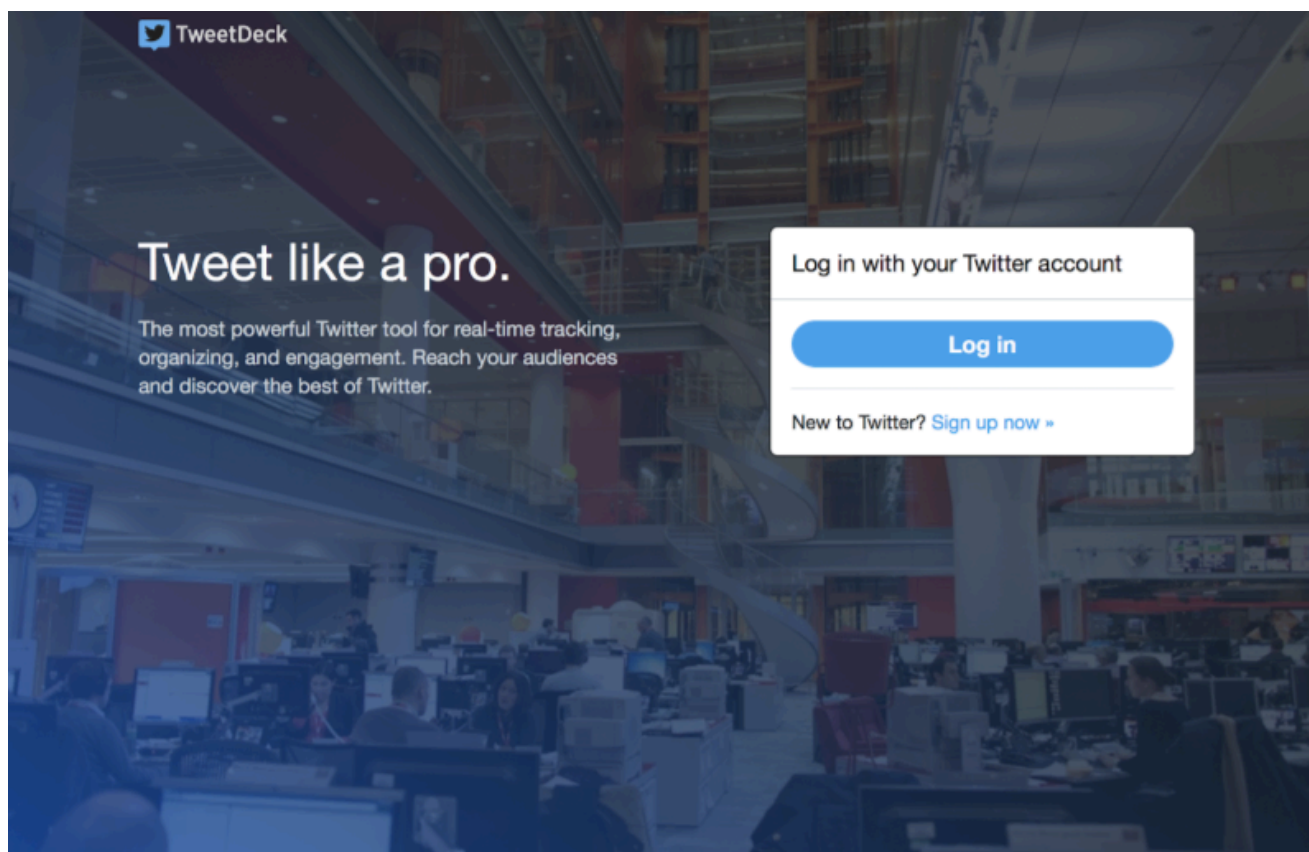 TweetDeck
Tweet like a pro.
The most powerful Twitter tool for real-time tracking,
organizing, and engagement. Reach your audiences
and discover the best of Twitter.
Log in with your Twitter account
Log in
New to Twitter? Sign up now »